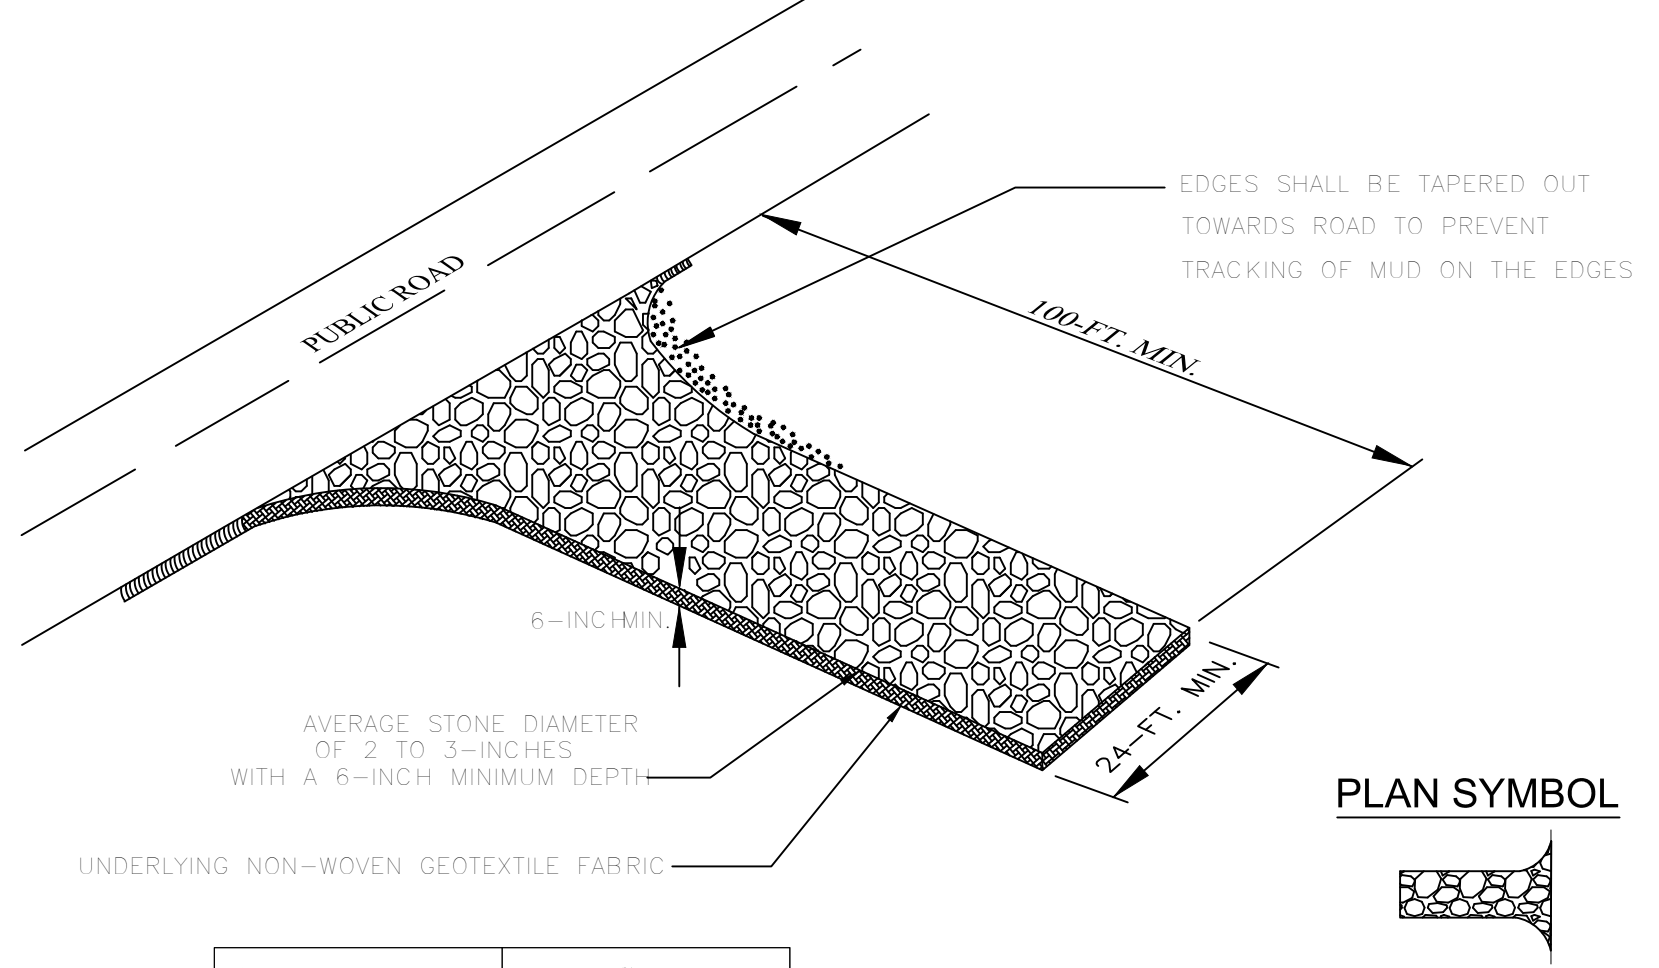 PUBLIC ROAD
EDGES SHALL BE TAPERED OUT
TOWARDS ROAD TO PREVENT
TRACKING OF MUD ON THE EDGES
100-FT. MIN.
6-INCH MIN.
24-FT. MIN.
AVERAGE STONE DIAMETER
OF 2 TO 3-INCHES
WITH A 6-INCH MINIMUM DEPTH
UNDERLYING NON-WOVEN GEOTEXTILE FABRIC
PLAN SYMBOL